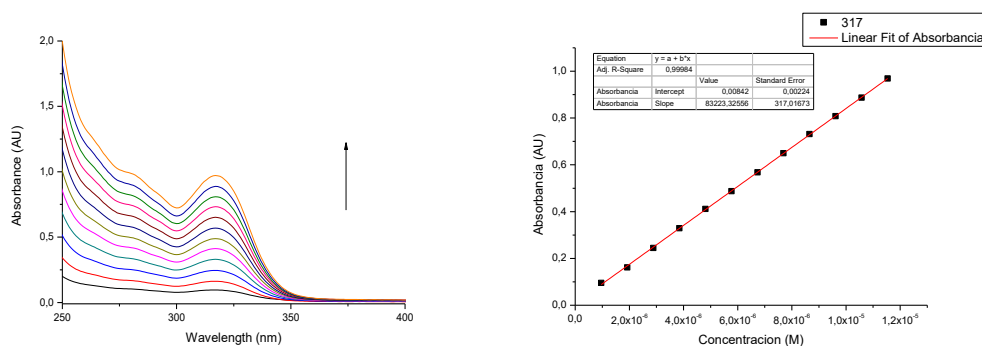 2,0
1,5
1,0
0,5
0,0
250
300
350
400
Absorbance (AU)
Wavelength (nm)
317
Linear Fit of Absorbancia
Equation y = a + b*x
Adj. R-Square 0,99984
Value Standard Error
Absorbancia Intercept 0,00842 0,00224
Absorbancia Slope 83223,32556 317,01673
1,0
0,8
0,6
0,4
0,2
0,0
0,0
2,0x10⁻⁶
4,0x10⁻⁶
6,0x10⁻⁶
8,0x10⁻⁶
1,0x10⁻⁵
1,2x10⁻⁵
Absorbancia (AU)
Concentracion (M)